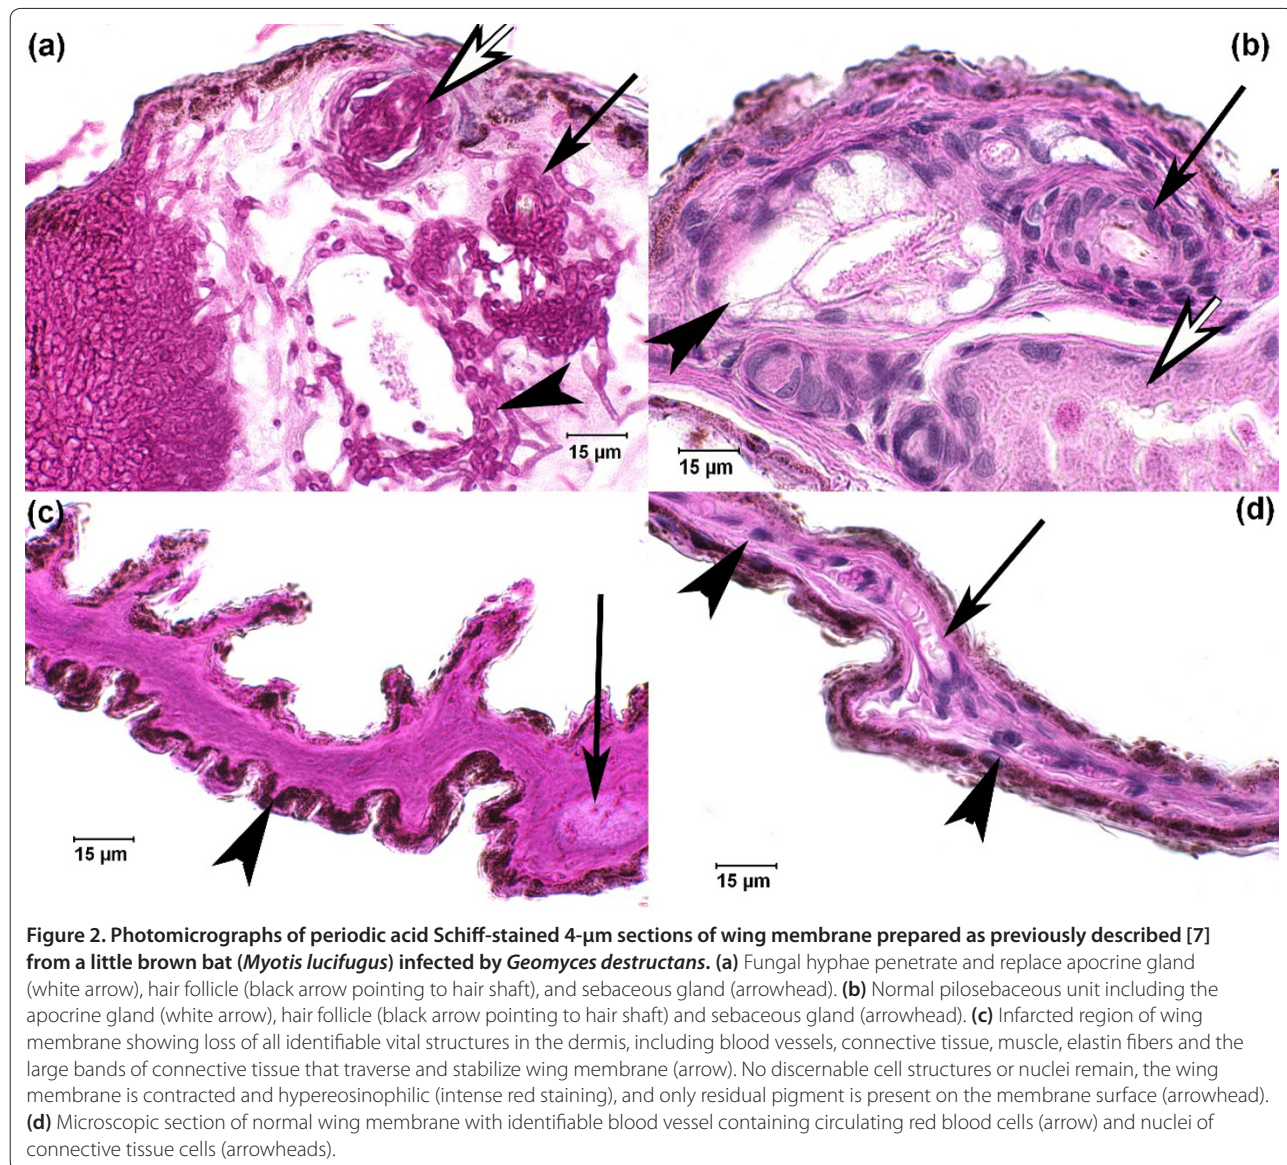 (a)
(b)
15 µm
15 µm
(c)
(d)
15 µm
15 µm
Figure 2. Photomicrographs of periodic acid Schiff-stained 4-µm sections of wing membrane prepared as previously described [7]
from a little brown bat (Myotis lucifugus) infected by Geomyces destructans. (a) Fungal hyphae penetrate and replace apocrine gland
(white arrow), hair follicle (black arrow pointing to hair shaft), and sebaceous gland (arrowhead). (b) Normal pilosebaceous unit including the
apocrine gland (white arrow), hair follicle (black arrow pointing to hair shaft) and sebaceous gland (arrowhead). (c) Infarcted region of wing
membrane showing loss of all identifiable vital structures in the dermis, including blood vessels, connective tissue, muscle, elastin fibers and the
large bands of connective tissue that traverse and stabilize wing membrane (arrow). No discernable cell structures or nuclei remain, the wing
membrane is contracted and hypereosinophilic (intense red staining), and only residual pigment is present on the membrane surface (arrowhead).
(d) Microscopic section of normal wing membrane with identifiable blood vessel containing circulating red blood cells (arrow) and nuclei of
connective tissue cells (arrowheads).